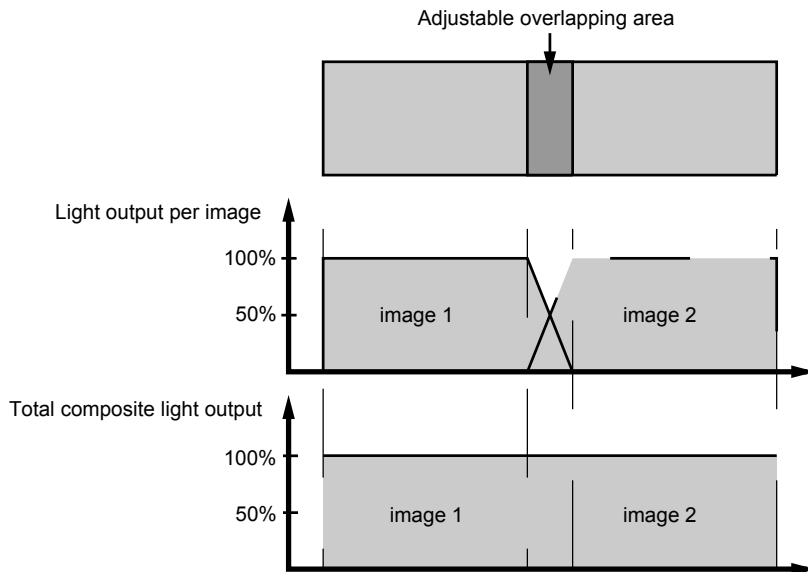 Adjustable overlapping area
Light output per image
100%
50%
image 1
image 2
Total composite light output
100%
50%
image 1
image 2